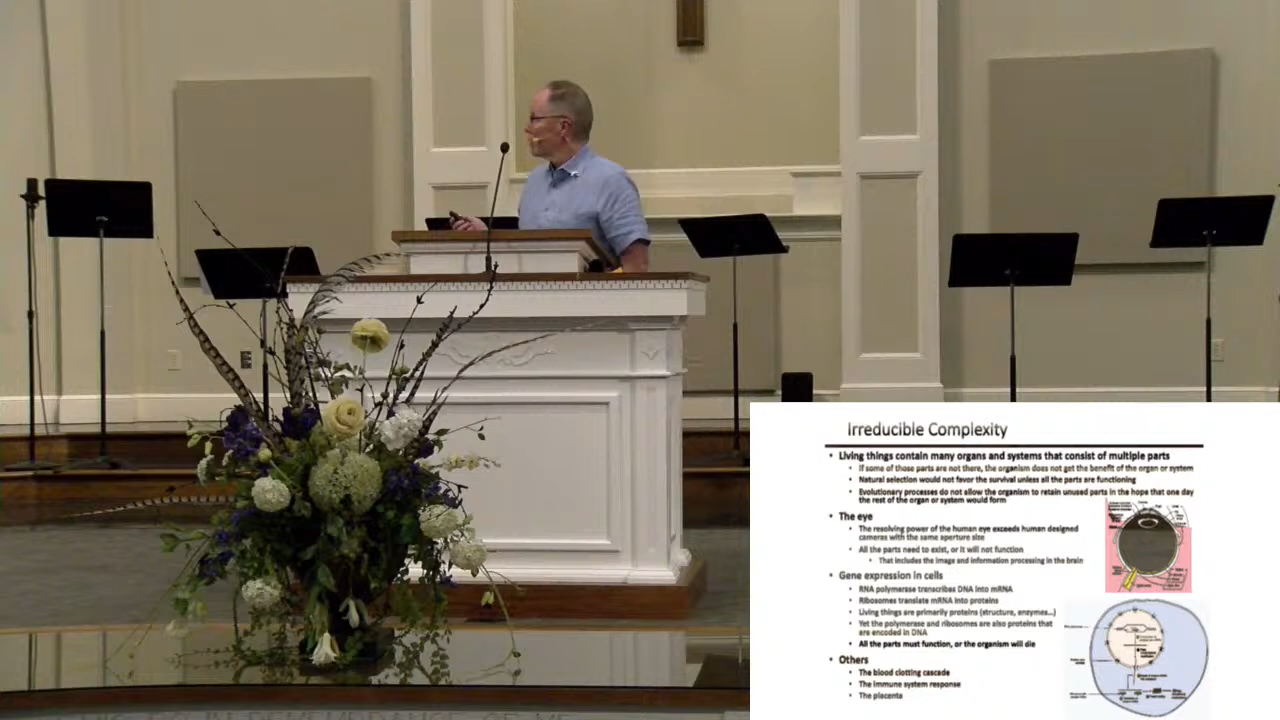 Irreducible Complexity
• Living things contain many organs and systems that consist of multiple parts
• If some of those parts are not there, the organism does not get the benefit of the organ or system
• Natural selection would not favor the survival unless all the parts are functioning
• Evolutionary processes do not allow the organism to retain unused parts in the hope that one day
the rest of the organ or system would form
• The eye
• The resolving power of the human eye exceeds human designed
cameras with the same aperture size
• All the parts need to exist, or it will not function
• That includes the image and information processing in the brain
• Gene expression in cells
• RNA polymerase transcribes DNA into mRNA
• Ribosomes translate mRNA into proteins
• Living things are primarily proteins (structure, enzymes...)
• Yet the polymerase and ribosomes are also proteins that
are encoded in DNA
• All the parts must function, or the organism will die
• Others
• The blood clotting cascade
• The immune system response
• The placenta